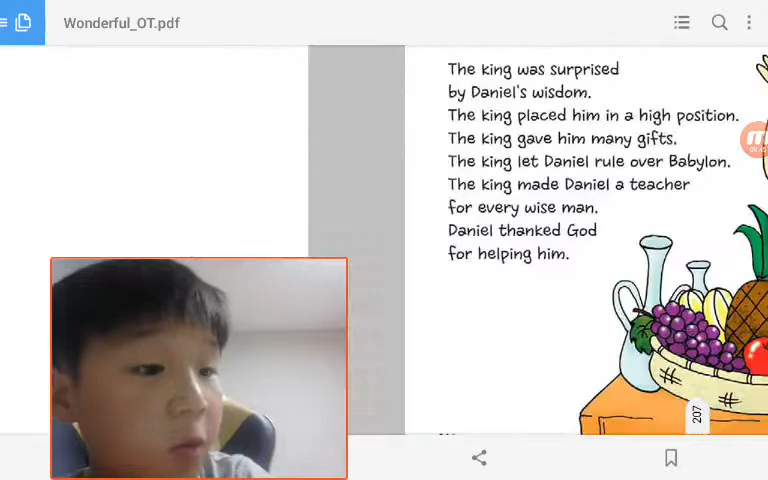 Wonderful_OT.pdf
The king was surprised
by Daniel's wisdom.
The king placed him in a high position.
The king gave him many gifts.
The king let Daniel rule over Babylon.
The king made Daniel a teacher
for every wise man.
Daniel thanked God
for helping him.
207